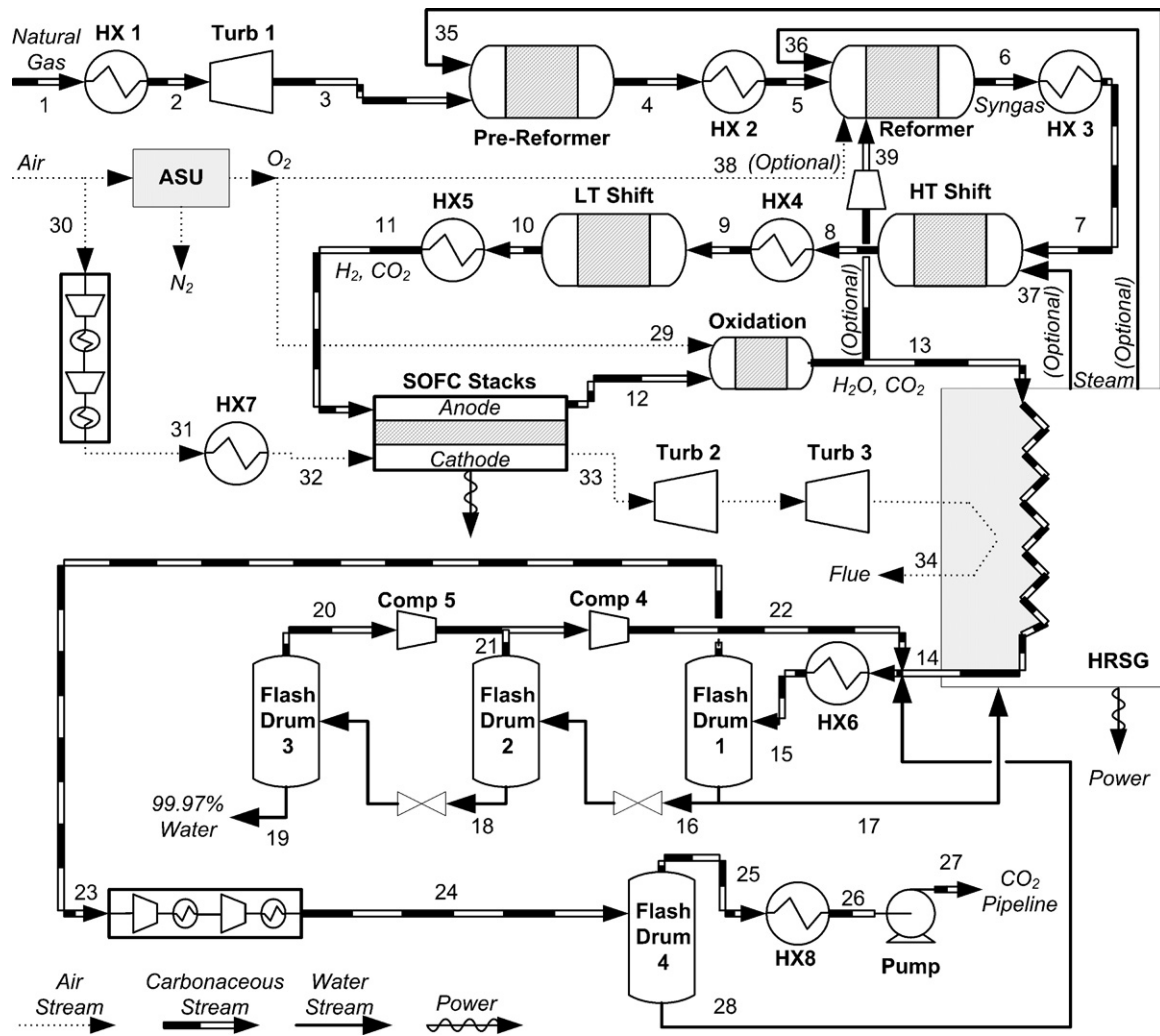 Natural
Gas
HX 1
Turb 1
35
36
6
1
2
3
4
5
Syngas
HX 3
Pre-Reformer
HX 2
Reformer
Air
ASU
O2
38
(Optional)
39
HT Shift
LT Shift
HX5
HX4
30
11
10
9
8
7
N2
H2, CO2
37
(Optional)
(Optional)
(Optional)
Oxidation
29
13
SOFC Stacks
12
H2O, CO2
Steam
Anode
HX7
31
32
Cathode
33
Turb 2
Turb 3
Flue
34
20
Comp 5
Comp 4
22
21
14
HRSG
Flash
Drum
3
Flash
Drum
2
Flash
Drum
1
HX6
15
Power
99.97%
Water
19
18
16
17
23
24
25
27
CO2
Pipeline
26
Flash
Drum
4
HX8
Pump
28
Air
Stream
Carbonaceous
Stream
Water
Stream
Power